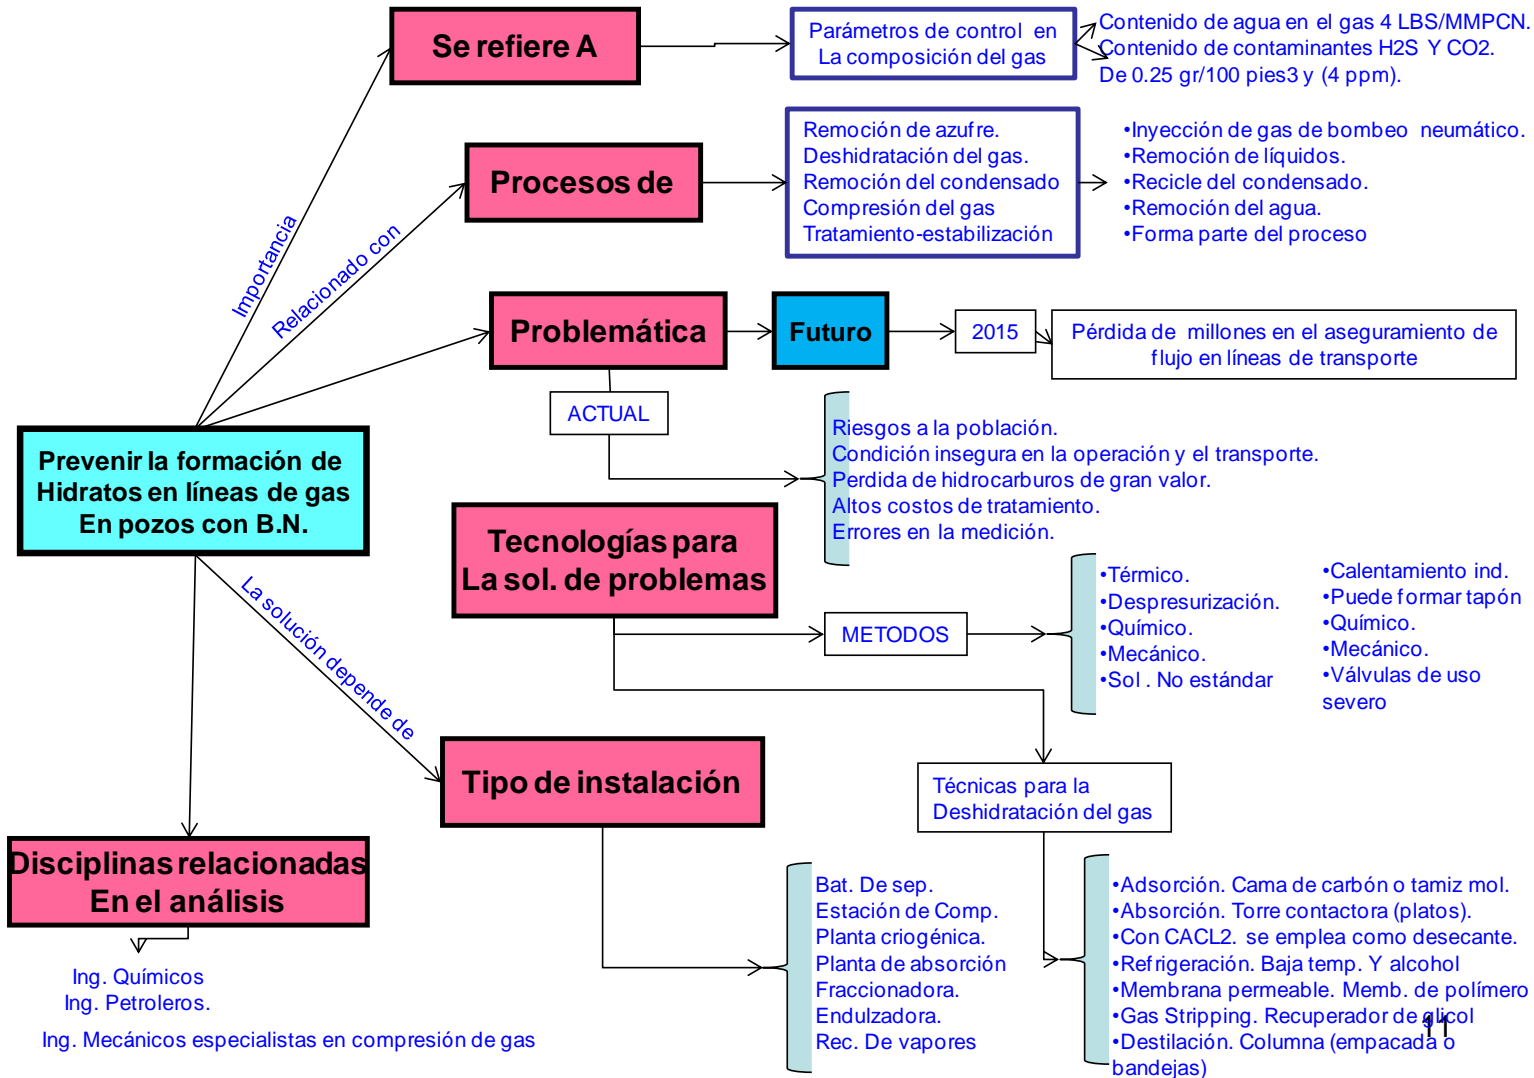 Se refiere A
Parámetros de control en
La composición del gas
Contenido de agua en el gas 4 LBS/MMPCN.
Contenido de contaminantes H2S Y CO2.
De 0.25 gr/100 pies3 y (4 ppm).
Procesos de
Remoción de azufre.
Deshidratación del gas.
Remoción del condensado
Compresión del gas
Tratamiento-estabilización
•Inyección de gas de bombeo neumático.
•Remoción de líquidos.
•Recicle del condensado.
•Remoción del agua.
•Forma parte del proceso
Importancia
Relacionado con
Problemática
Futuro
2015
Pérdida de millones en el aseguramiento de
flujo en líneas de transporte
ACTUAL
Riesgos a la población.
Condición insegura en la operación y el transporte.
Perdida de hidrocarburos de gran valor.
Altos costos de tratamiento.
Errores en la medición.
Prevenir la formación de
Hidratos en líneas de gas
En pozos con B.N.
Tecnologías para
La sol. de problemas
METODOS
•Térmico.
•Despresurización.
•Químico.
•Mecánico.
•Sol . No estándar
•Calentamiento ind.
•Puede formar tapón
•Químico.
•Mecánico.
•Válvulas de uso
severo
La solución depende de
Tipo de instalación
Técnicas para la
Deshidratación del gas
Disciplinas relacionadas
En el análisis
Ing. Químicos
Ing. Petroleros.
Ing. Mecánicos especialistas en compresión de gas
Bat. De sep.
Estación de Comp.
Planta criogénica.
Planta de absorción
Fraccionadora.
Endulzadora.
Rec. De vapores
•Adsorción. Cama de carbón o tamiz mol.
•Absorción. Torre contactora (platos).
•Con CACL2. se emplea como desecante.
•Refrigeración. Baja temp. Y alcohol
•Membrana permeable. Memb. de polímero
•Gas Stripping. Recuperador de glicol
•Destilación. Columna (empacada o
bandejas)
11